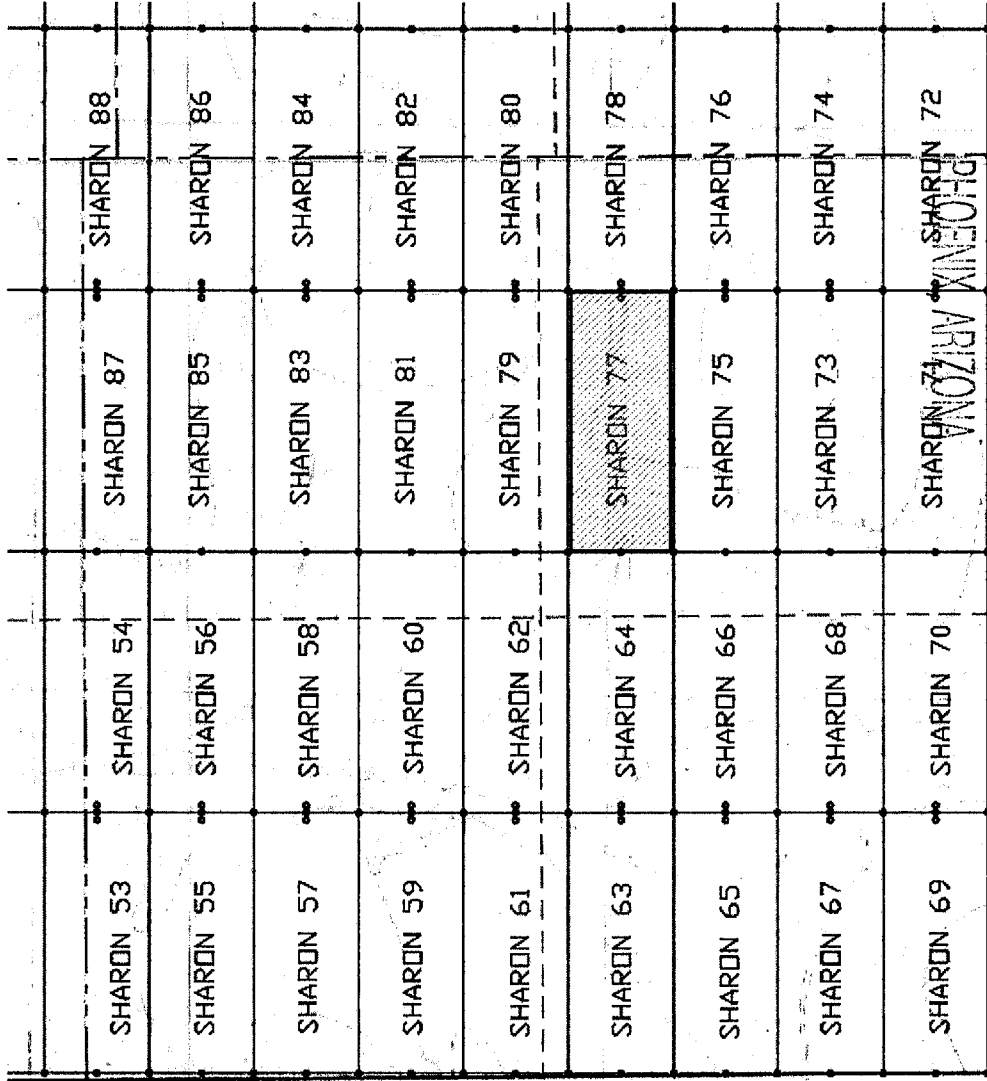 SHARON 88
SHARON 86
SHARON 84
SHARON 82
SHARON 80
SHARON 78
SHARON 76
SHARON 74
SHARON 72
SHARON 87
SHARON 85
SHARON 83
SHARON 81
SHARON 79
SHARON 77
SHARON 75
SHARON 73
SHARON 71
PHOENIX ARIZONA
SHARON 54
SHARON 56
SHARON 58
SHARON 60
SHARON 62
SHARON 64
SHARON 66
SHARON 68
SHARON 70
SHARON 53
SHARON 55
SHARON 57
SHARON 59
SHARON 61
SHARON 63
SHARON 65
SHARON 67
SHARON 69